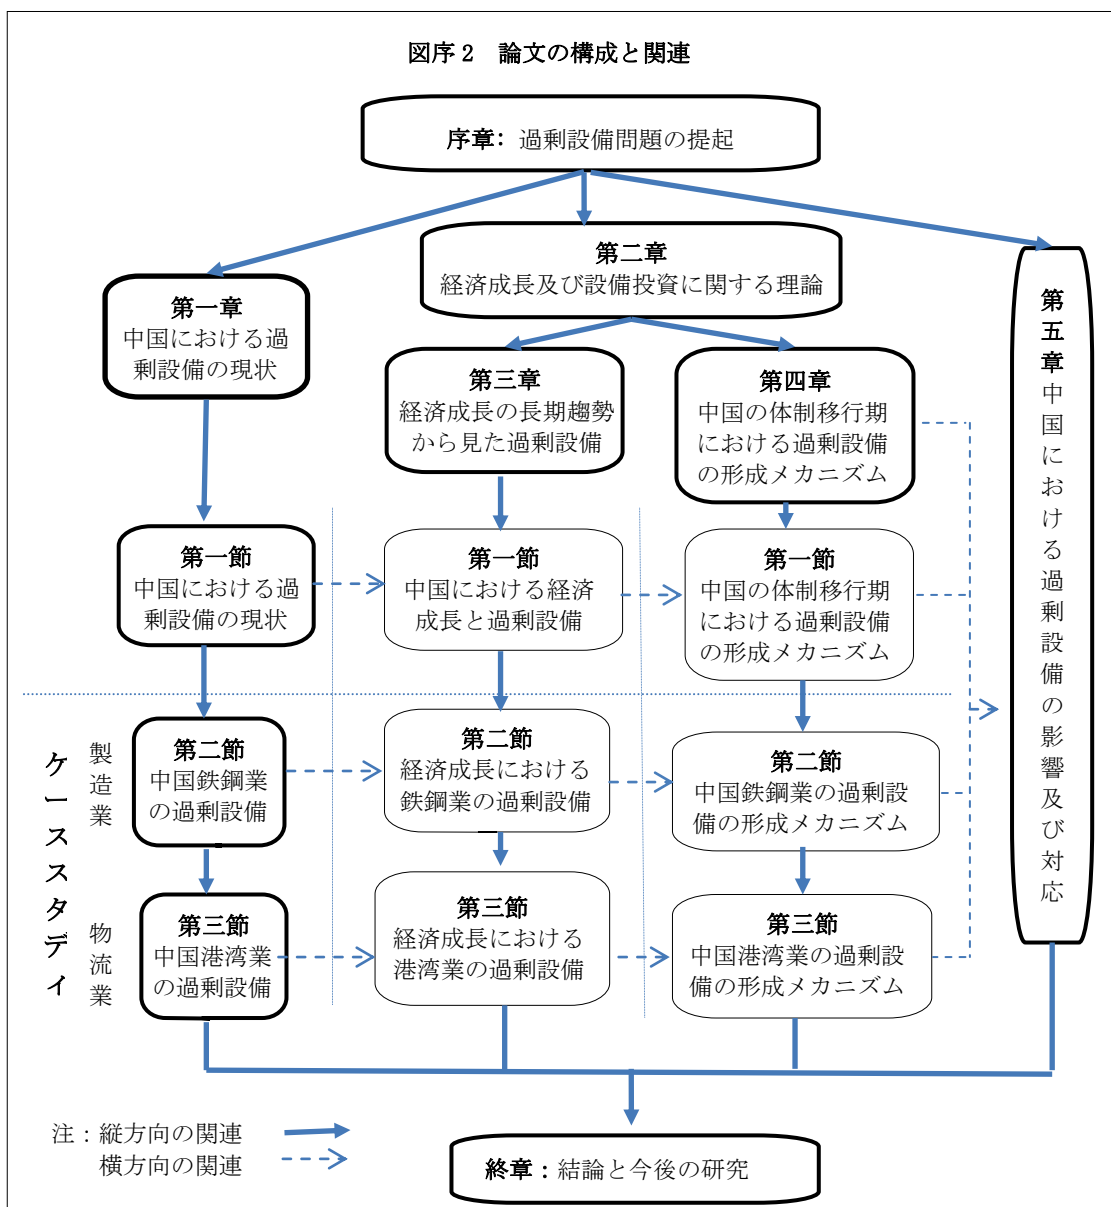 図序 2　論文の構成と関連
序章: 過剰設備問題の提起
第二章
経済成長及び設備投資に関する理論
第一章
中国における過
剰設備の現状
第三章
経済成長の長期趨勢
から見た過剰設備
第四章
中国の体制移行期
における過剰設備
の形成メカニズム
第五章 中国における過剰設備の影響及び対応
第一節
中国における過
剰設備の現状
第一節
中国における経済
成長と過剰設備
第一節
中国の体制移行期
における過剰設備
の形成メカニズム
ケーススタディ
製造業
第二節
中国鉄鋼業
の過剰設備
第二節
経済成長における
鉄鋼業の過剰設備
第二節
中国鉄鋼業の過剰設
備の形成メカニズム
物流業
第三節
中国港湾業
の過剰設備
第三節
経済成長における
港湾業の過剰設備
第三節
中国港湾業の過剰設
備の形成メカニズム
注：縦方向の関連
横方向の関連
終章：結論と今後の研究